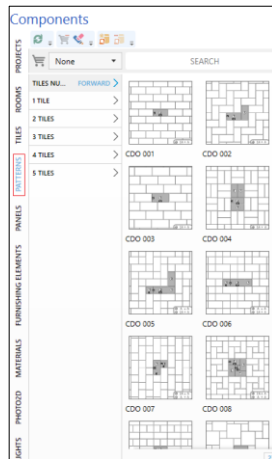 Components
PROJECTS
ROOMS
TILES
PATTERNS
PANELS
FURNISHING ELEMENTS
MATERIALS
PHOTO2D
IGHTS
None
SEARCH
TILES NU... FORWARD
1 TILE
2 TILES
3 TILES
4 TILES
5 TILES
CDO 001
CDO 002
CDO 003
CDO 004
CDO 005
CDO 006
CDO 007
CDO 008